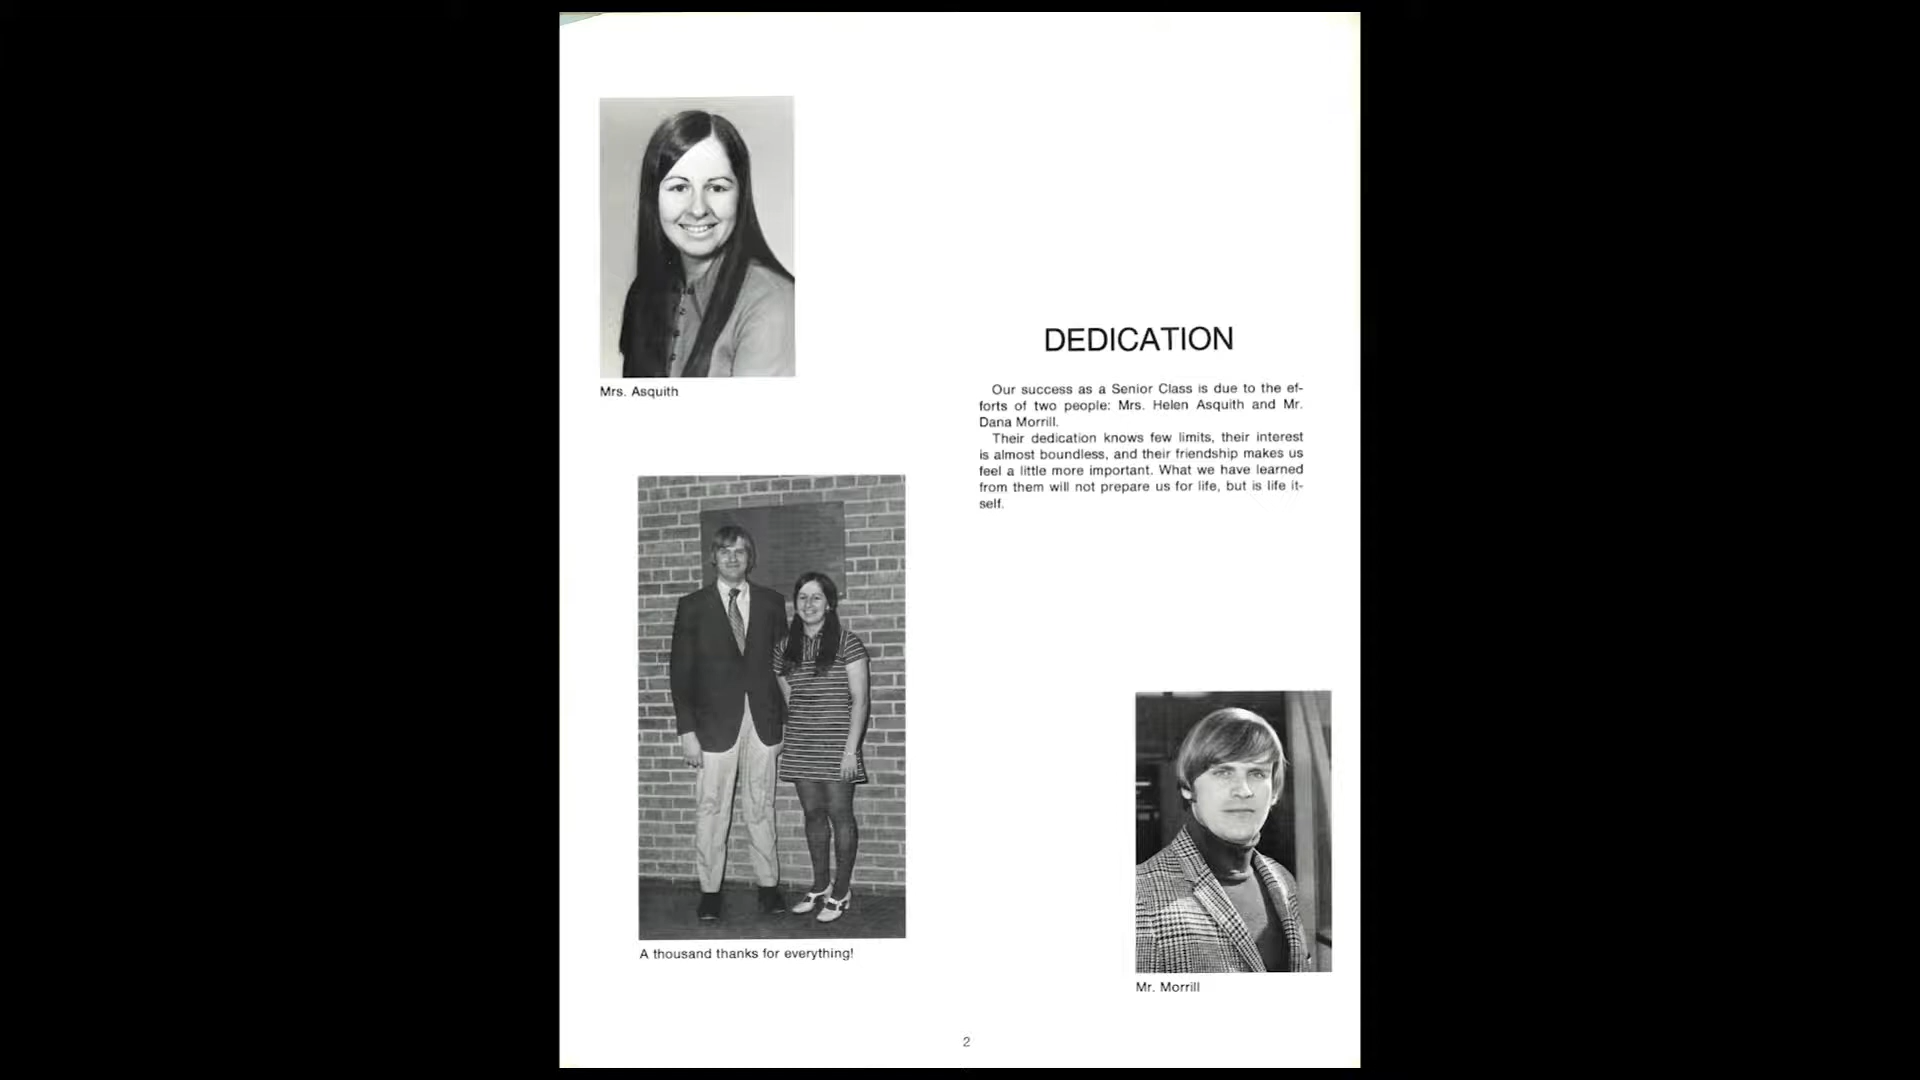 Mrs. Asquith
DEDICATION
Our success as a Senior Class is due to the ef-
forts of two people: Mrs. Helen Asquith and Mr.
Dana Morrill.
Their dedication knows few limits, their interest
is almost boundless, and their friendship makes us
feel a little more important. What we have learned
from them will not prepare us for life, but is life it-
self.
A thousand thanks for everything!
Mr. Morrill
2